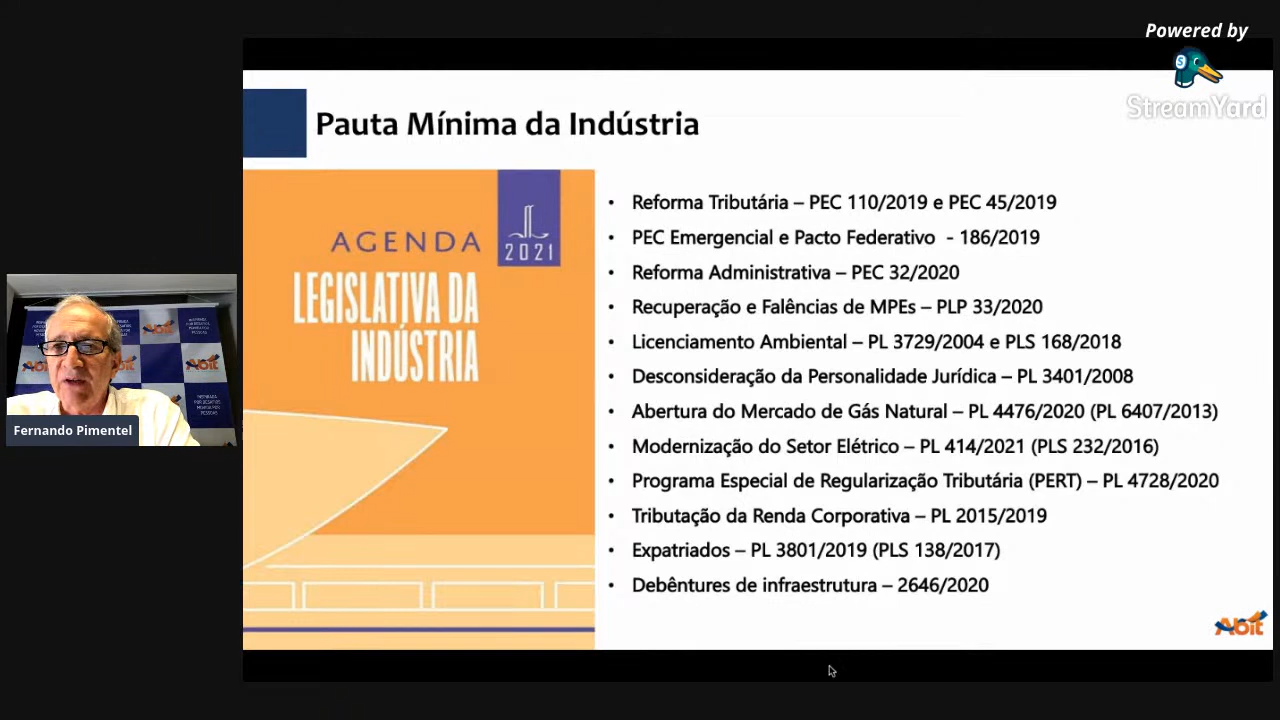 Powered by
StreamYard
Pauta Mínima da Indústria
AGENDA
2021
LEGISLATIVA DA
INDÚSTRIA
• Reforma Tributária – PEC 110/2019 e PEC 45/2019
• PEC Emergencial e Pacto Federativo - 186/2019
• Reforma Administrativa – PEC 32/2020
• Recuperação e Falências de MPEs – PLP 33/2020
• Licenciamento Ambiental – PL 3729/2004 e PLS 168/2018
• Desconsideração da Personalidade Jurídica – PL 3401/2008
• Abertura do Mercado de Gás Natural – PL 4476/2020 (PL 6407/2013)
• Modernização do Setor Elétrico – PL 414/2021 (PLS 232/2016)
• Programa Especial de Regularização Tributária (PERT) – PL 4728/2020
• Tributação da Renda Corporativa – PL 2015/2019
• Expatriados – PL 3801/2019 (PLS 138/2017)
• Debêntures de infraestrutura – 2646/2020
Abit
Fernando Pimentel